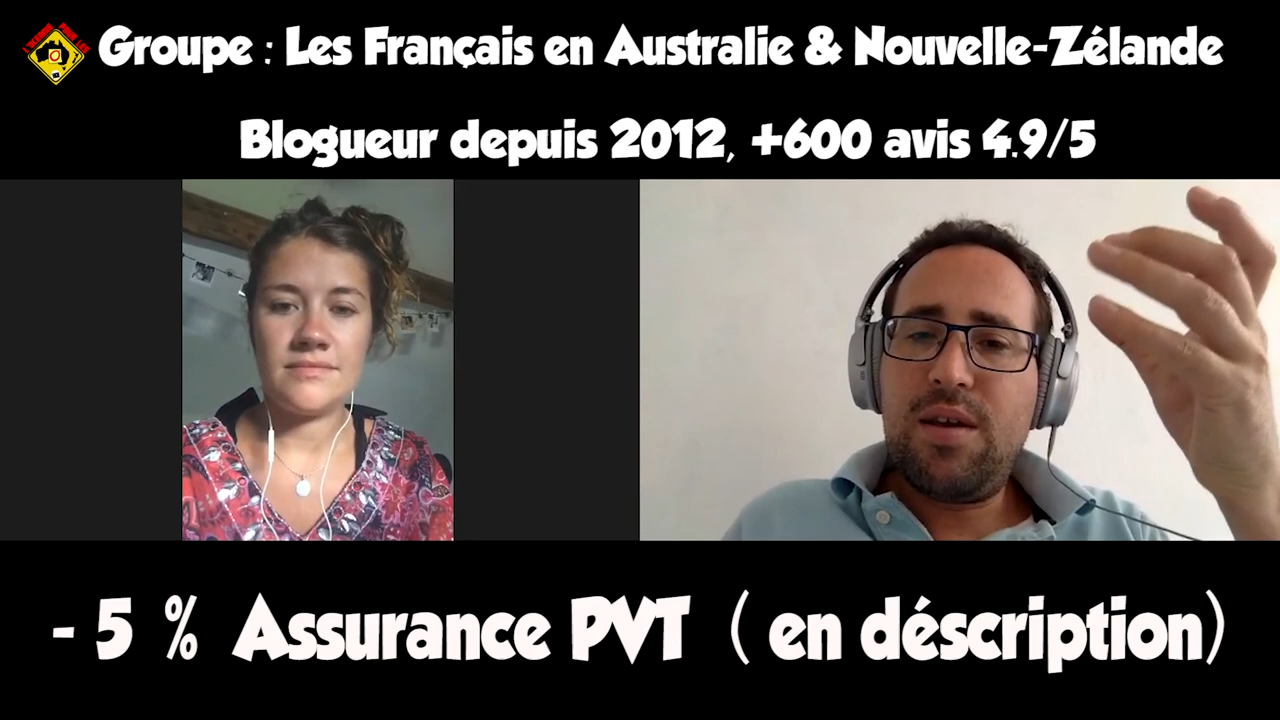 Groupe : Les Français en Australie & Nouvelle-Zélande
Blogueur depuis 2012, +600 avis 4.9/5
- 5 % Assurance PVT ( en déscription)